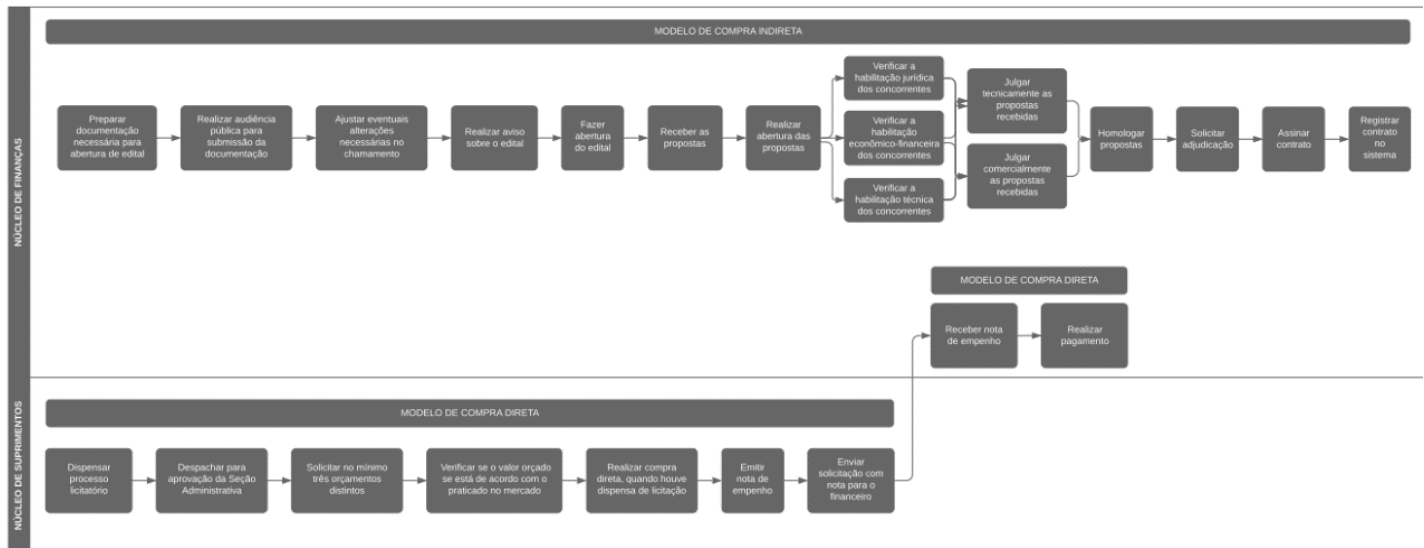 NÚCLEO DE FINANÇAS
MODELO DE COMPRA INDIRETA
Preparar
documentação
necessária para
abertura de edital
Realizar audiência
pública para
submissão da
documentação
Ajustar eventuais
alterações
necessárias no
chamamento
Realizar aviso
sobre o edital
Fazer
abertura
do edital
Receber as
propostas
Realizar
abertura das
propostas
Verificar a
habilitação jurídica
dos concorrentes
Verificar a
habilitação
econômico-financeira
dos concorrentes
Verificar a
habilitação técnica
dos concorrentes
Julgar
tecnicamente as
propostas
recebidas
Julgar
comercialmente
as propostas
recebidas
Homologar
propostas
Solicitar
adjudicação
Assinar
contrato
Registrar
contrato
no
sistema
MODELO DE COMPRA DIRETA
Receber nota
de empenho
Realizar
pagamento
NÚCLEO DE SUPRIMENTOS
MODELO DE COMPRA DIRETA
Dispensar
processo
licitatório
Despachar para
aprovação da Seção
Administrativa
Solicitar no mínimo
três orçamentos
distintos
Verificar se o valor orçado
se está de acordo com o
praticado no mercado
Realizar compra
direta, quando houve
dispensa de licitação
Emitir
nota de
empenho
Enviar
solicitação com
nota para o
financeiro